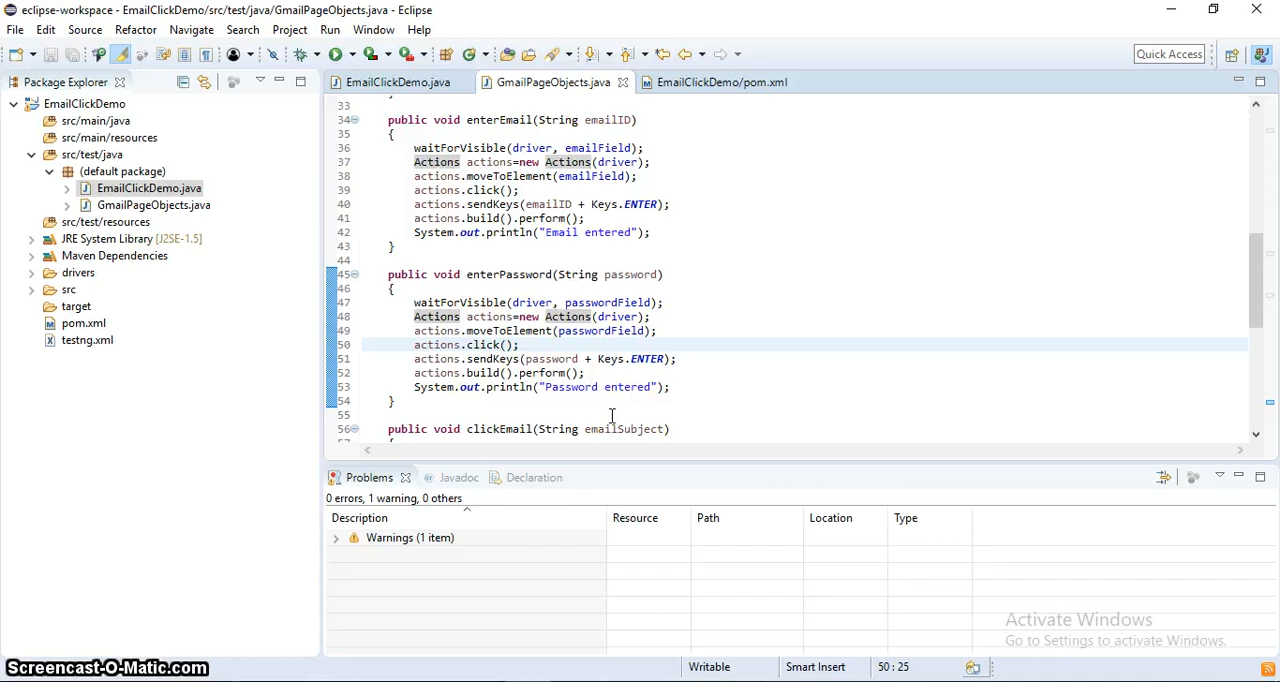 eclipse-workspace - EmailClickDemo/src/test/java/GmailPageObjects.java - Eclipse
File Edit Source Refactor Navigate Search Project Run Window Help
Quick Access
Package Explorer
EmailClickDemo
src/main/java
src/main/resources
src/test/java
(default package)
EmailClickDemo.java
GmailPageObjects.java
src/test/resources
JRE System Library [J2SE-1.5]
Maven Dependencies
drivers
src
target
pom.xml
testng.xml
EmailClickDemo.java GmailPageObjects.java EmailClickDemo/pom.xml
33
34 public void enterEmail(String emailID)
35 {
36 waitForVisible(driver, emailField);
37 Actions actions=new Actions(driver);
38 actions.moveToElement(emailField);
39 actions.click();
40 actions.sendKeys(emailID + Keys.ENTER);
41 actions.build().perform();
42 System.out.println("Email entered");
43 }
44
45 public void enterPassword(String password)
46 {
47 waitForVisible(driver, passwordField);
48 Actions actions=new Actions(driver);
49 actions.moveToElement(passwordField);
50 actions.click();
51 actions.sendKeys(password + Keys.ENTER);
52 actions.build().perform();
53 System.out.println("Password entered");
54 }
55
56 public void clickEmail(String emailSubject)
Problems Javadoc Declaration
0 errors, 1 warning, 0 others
Description Resource Path Location Type
Warnings (1 item)
Activate Windows
Go to Settings to activate Windows.
Writable Smart Insert 50 : 25
Screencast-O-Matic.com